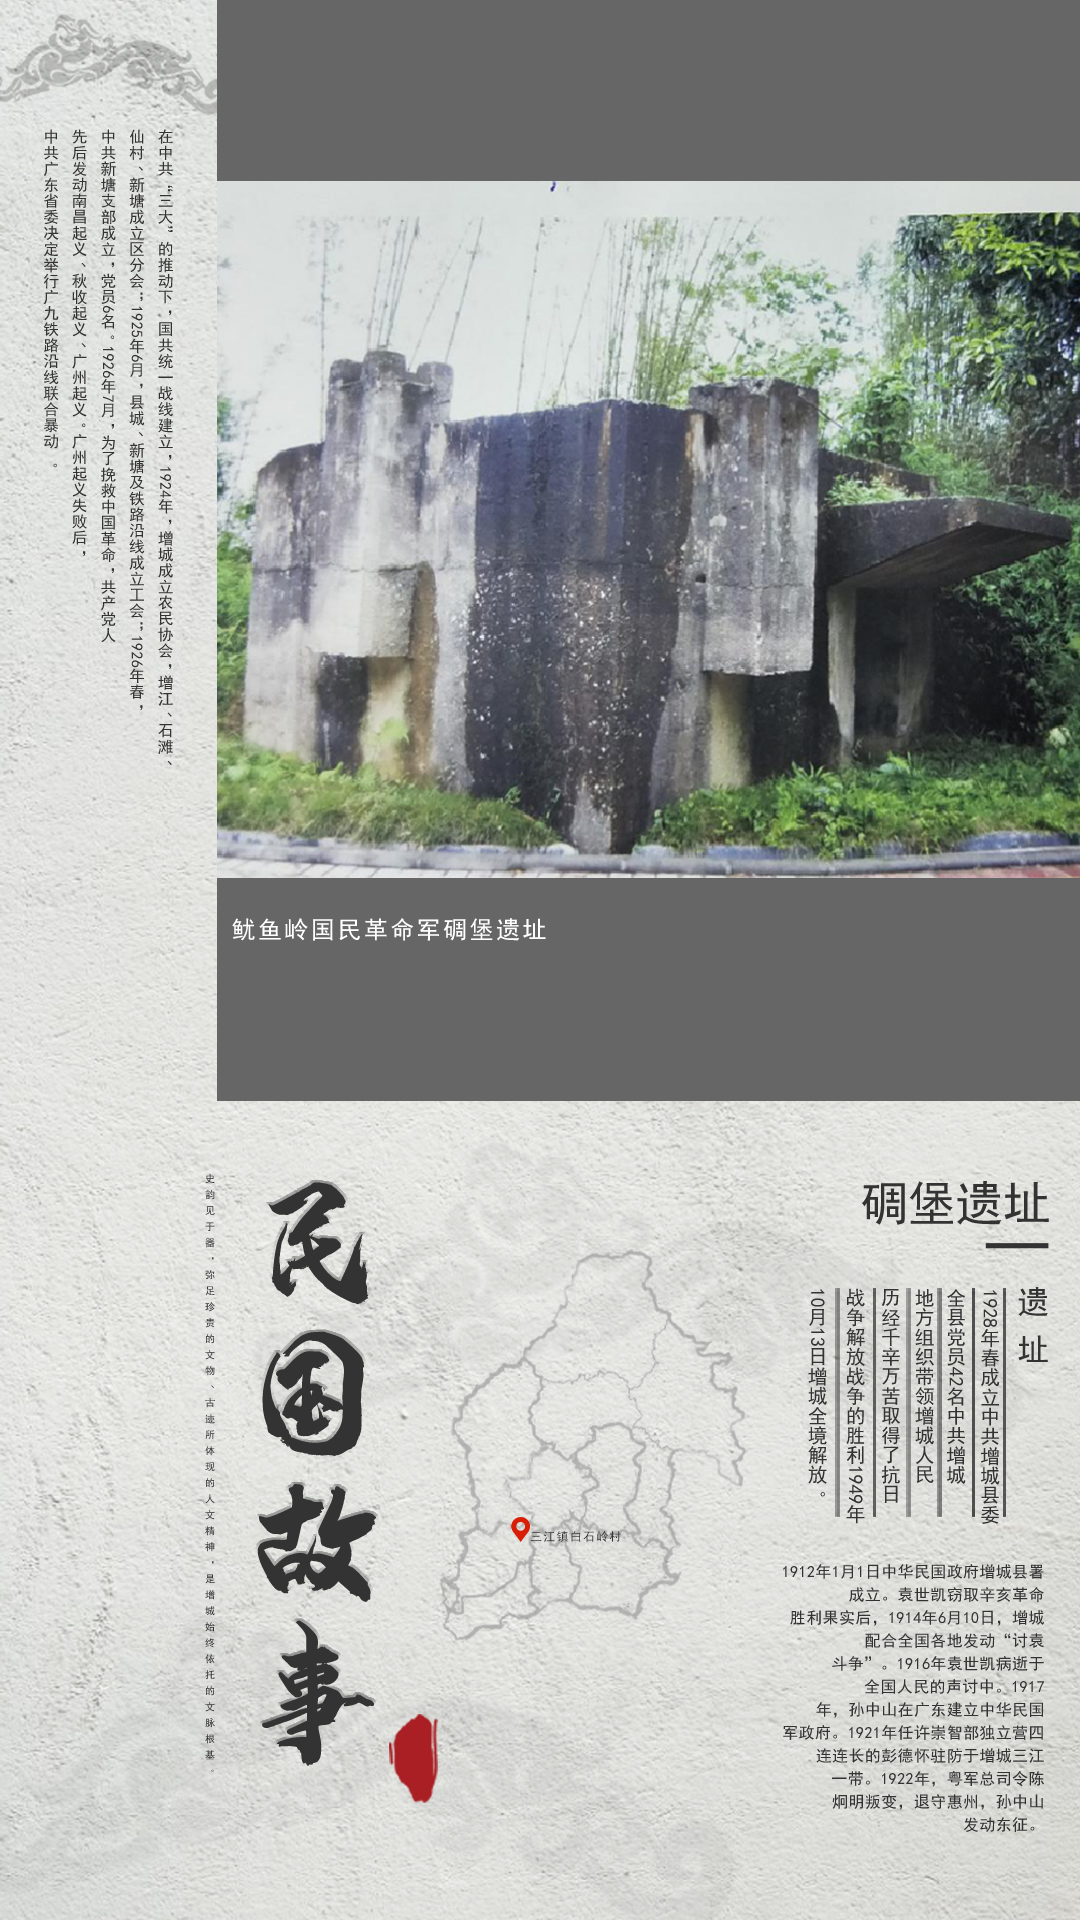 在中共“三大”的推动下，国共统一战线建立，1924年，增城成立农民协会，增江、石滩、
仙村、新塘成立区分会；1925年6月，县城、新塘及铁路沿线成立工会；1926年春，
中共新塘支部成立，党员6名。1926年7月，为了挽救中国革命，共产党人
先后发动南昌起义、秋收起义、广州起义。广州起义失败后，
中共广东省委决定举行广九铁路沿线联合暴动。
鱿鱼岭国民革命军碉堡遗址
碉堡遗址
遗址
1928年春成立中共增城县委
全县党员42名中共增城
地方组织带领增城人民
历经千辛万苦取得了抗日
战争解放战争的胜利1949年
10月13日增城全境解放。
三江镇白石岭村
民国故事
史韵见于器，弥足珍贵的文物、古迹所体现的人文精神，是增城始终依托的文脉根基。
1912年1月1日中华民国政府增城县署
成立。袁世凯窃取辛亥革命
胜利果实后，1914年6月10日，增城
配合全国各地发动“讨袁
斗争”。1916年袁世凯病逝于
全国人民的声讨中。1917
年，孙中山在广东建立中华民国
军政府。1921年任许崇智部独立营四
连连长的彭德怀驻防于增城三江
一带。1922年，粤军总司令陈
炯明叛变，退守惠州，孙中山
发动东征。